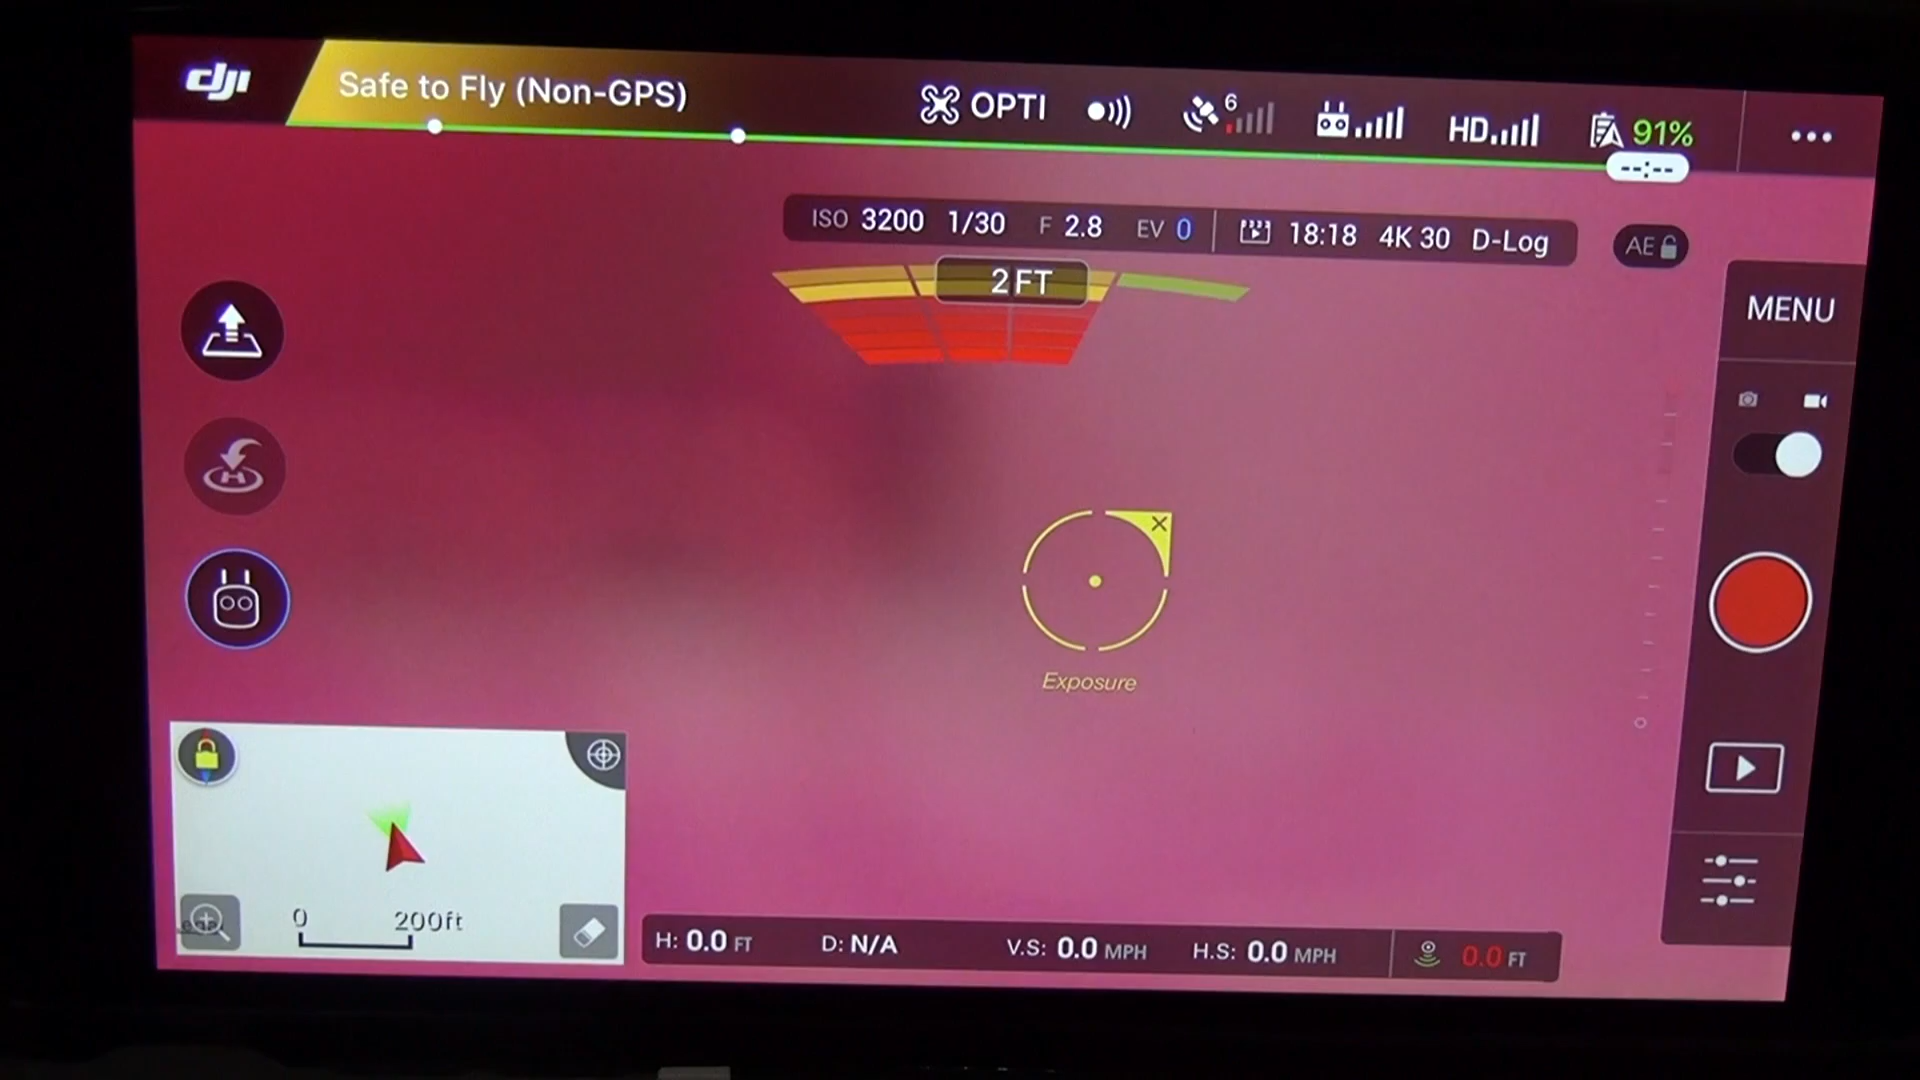 dji Safe to Fly (Non-GPS) OPTI 6 HD 91%
--:--
ISO 3200 1/30 F 2.8 EV 0 18:18 4K 30 D-Log AE
2 FT
MENU
H
Exposure
0 200ft
H: 0.0 FT D: N/A V.S: 0.0 MPH H.S: 0.0 MPH 0.0 FT